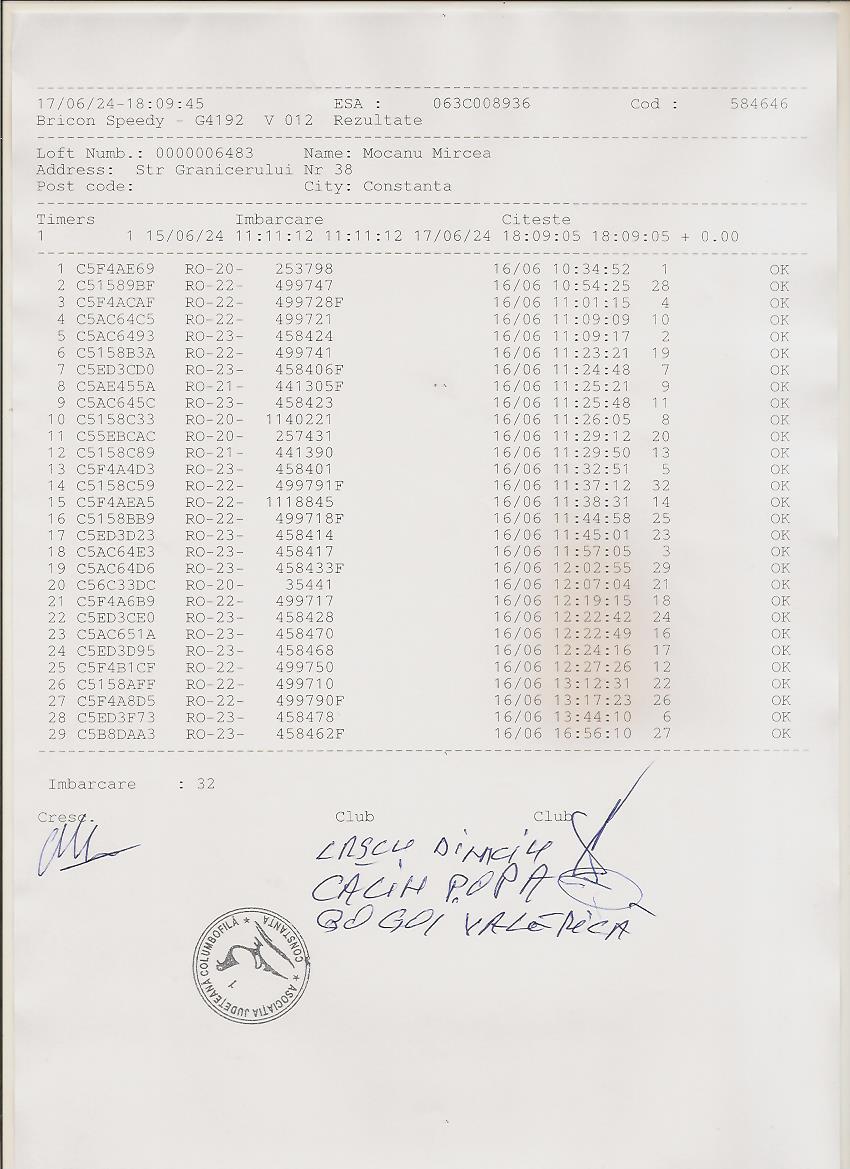 17/06/24-18:09:45 ESA : 063C008936 Cod : 584646
Bricon Speedy - G4192 V 012 Rezultate
Loft Numb.: 0000006483 Name: Mocanu Mircea
Address: Str Granicerului Nr 38
Post code: City: Constanta
Timers Imbarcare Citeste
1 1 15/06/24 11:11:12 11:11:12 17/06/24 18:09:05 18:09:05 + 0.00
1 C5F4AE69 RO-20- 253798 16/06 10:34:52 1 OK
2 C51589BF RO-22- 499747 16/06 10:54:25 28 OK
3 C5F4ACAF RO-22- 499728F 16/06 11:01:15 4 OK
4 C5AC64C5 RO-22- 499721 16/06 11:09:09 10 OK
5 C5AC6493 RO-23- 458424 16/06 11:09:17 2 OK
6 C5158B3A RO-22- 499741 16/06 11:23:21 19 OK
7 C5ED3CD0 RO-23- 458406F 16/06 11:24:48 7 OK
8 C5AE455A RO-21- 441305F 16/06 11:25:21 9 OK
9 C5AC645C RO-23- 458423 16/06 11:25:48 11 OK
10 C5158C33 RO-20- 1140221 16/06 11:26:05 8 OK
11 C55EBCAC RO-20- 257431 16/06 11:29:12 20 OK
12 C5158C89 RO-21- 441390 16/06 11:29:50 13 OK
13 C5F4A4D3 RO-23- 458401 16/06 11:32:51 5 OK
14 C5158C59 RO-22- 499791F 16/06 11:37:12 32 OK
15 C5F4AEA5 RO-22- 1118845 16/06 11:38:31 14 OK
16 C5158BB9 RO-22- 499718F 16/06 11:44:58 25 OK
17 C5ED3D23 RO-23- 458414 16/06 11:45:01 23 OK
18 C5AC64E3 RO-23- 458417 16/06 11:57:05 3 OK
19 C5AC64D6 RO-23- 458433F 16/06 12:02:55 29 OK
20 C56C33DC RO-20- 35441 16/06 12:07:04 21 OK
21 C5F4A6B9 RO-22- 499717 16/06 12:19:15 18 OK
22 C5ED3CE0 RO-23- 458428 16/06 12:22:42 24 OK
23 C5AC651A RO-23- 458470 16/06 12:22:49 16 OK
24 C5ED3D95 RO-23- 458468 16/06 12:24:16 17 OK
25 C5F4B1CF RO-22- 499750 16/06 12:27:26 12 OK
26 C5158AFF RO-22- 499710 16/06 13:12:31 22 OK
27 C5F4A8D5 RO-22- 499790F 16/06 13:17:23 26 OK
28 C5ED3F73 RO-23- 458478 16/06 13:44:10 6 OK
29 C5B8DAA3 RO-23- 458462F 16/06 16:56:10 27 OK
Imbarcare : 32
Cresc. Club Club
CALIN POPA
GOGOI VALERICA
ASOCIAŢIA JUDEŢEANA COLUMBOFILĂ * CONSTANŢA *
1